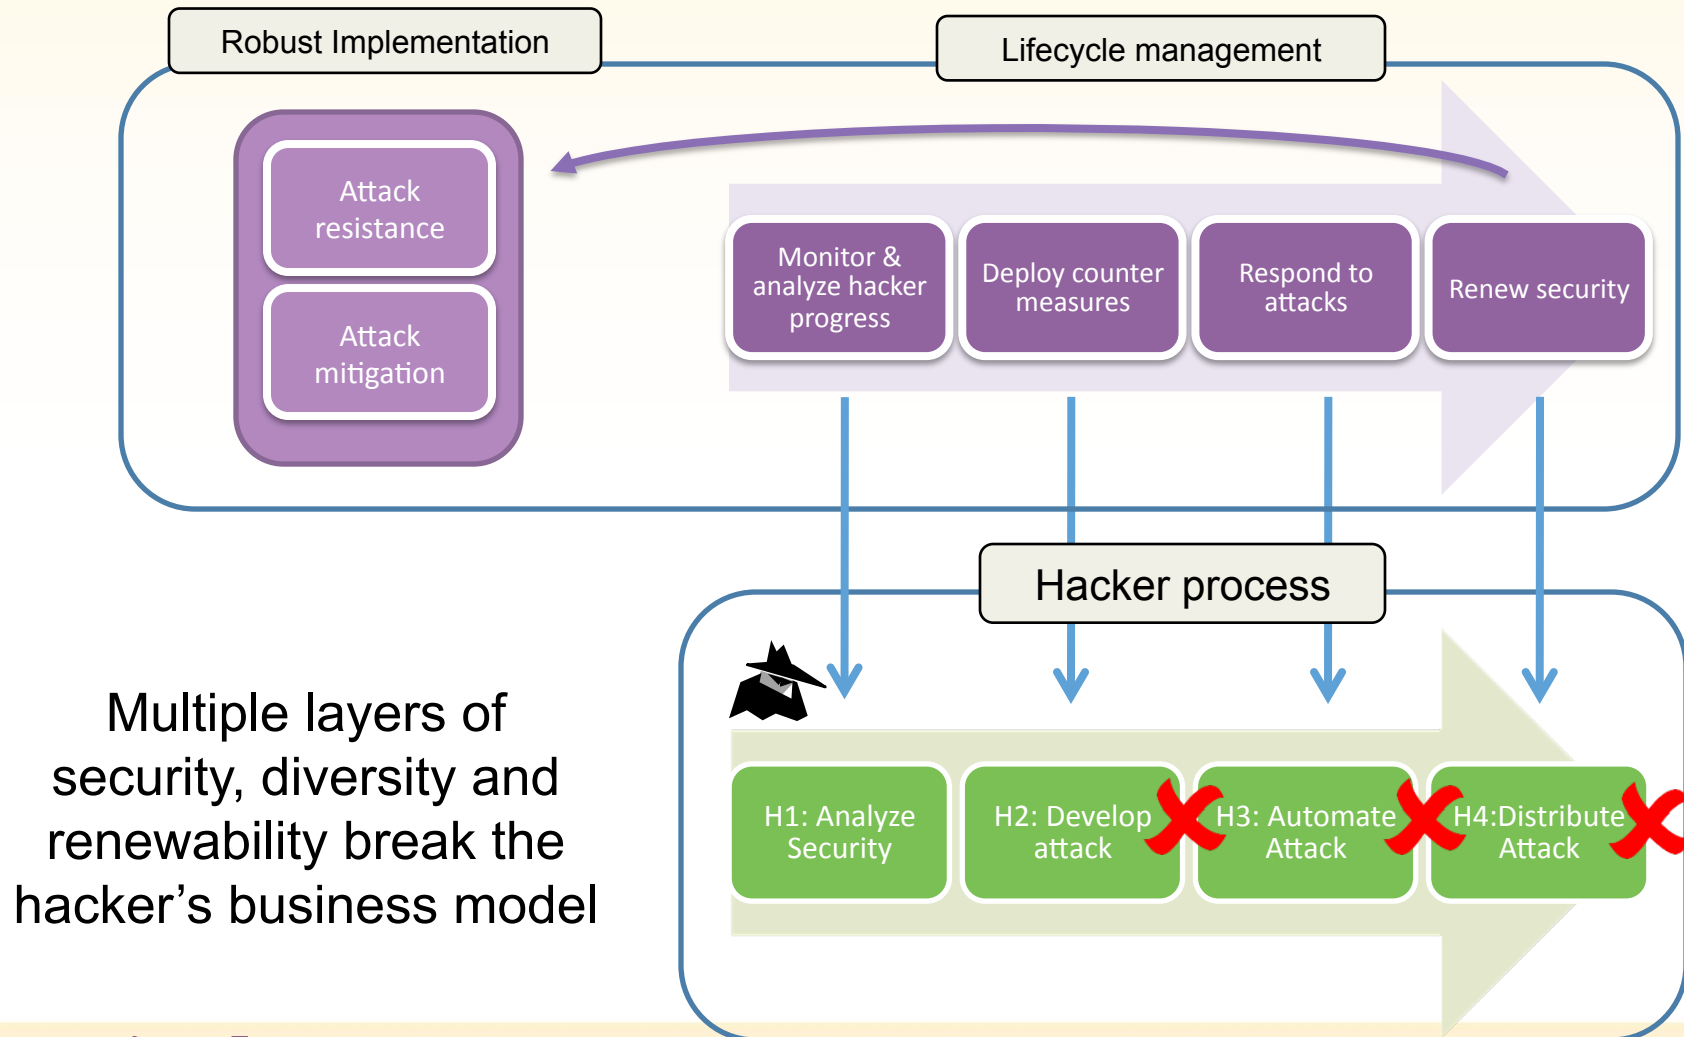 Robust Implementation
Lifecycle management
Attack
resistance
Attack
mitigation
Monitor &
analyze hacker
progress
Deploy counter
measures
Respond to
attacks
Renew security
Hacker process
Multiple layers of
security, diversity and
renewability break the
hacker’s business model
H1: Analyze
Security
H2: Develop
attack
H3: Automate
Attack
H4:Distribute
Attack